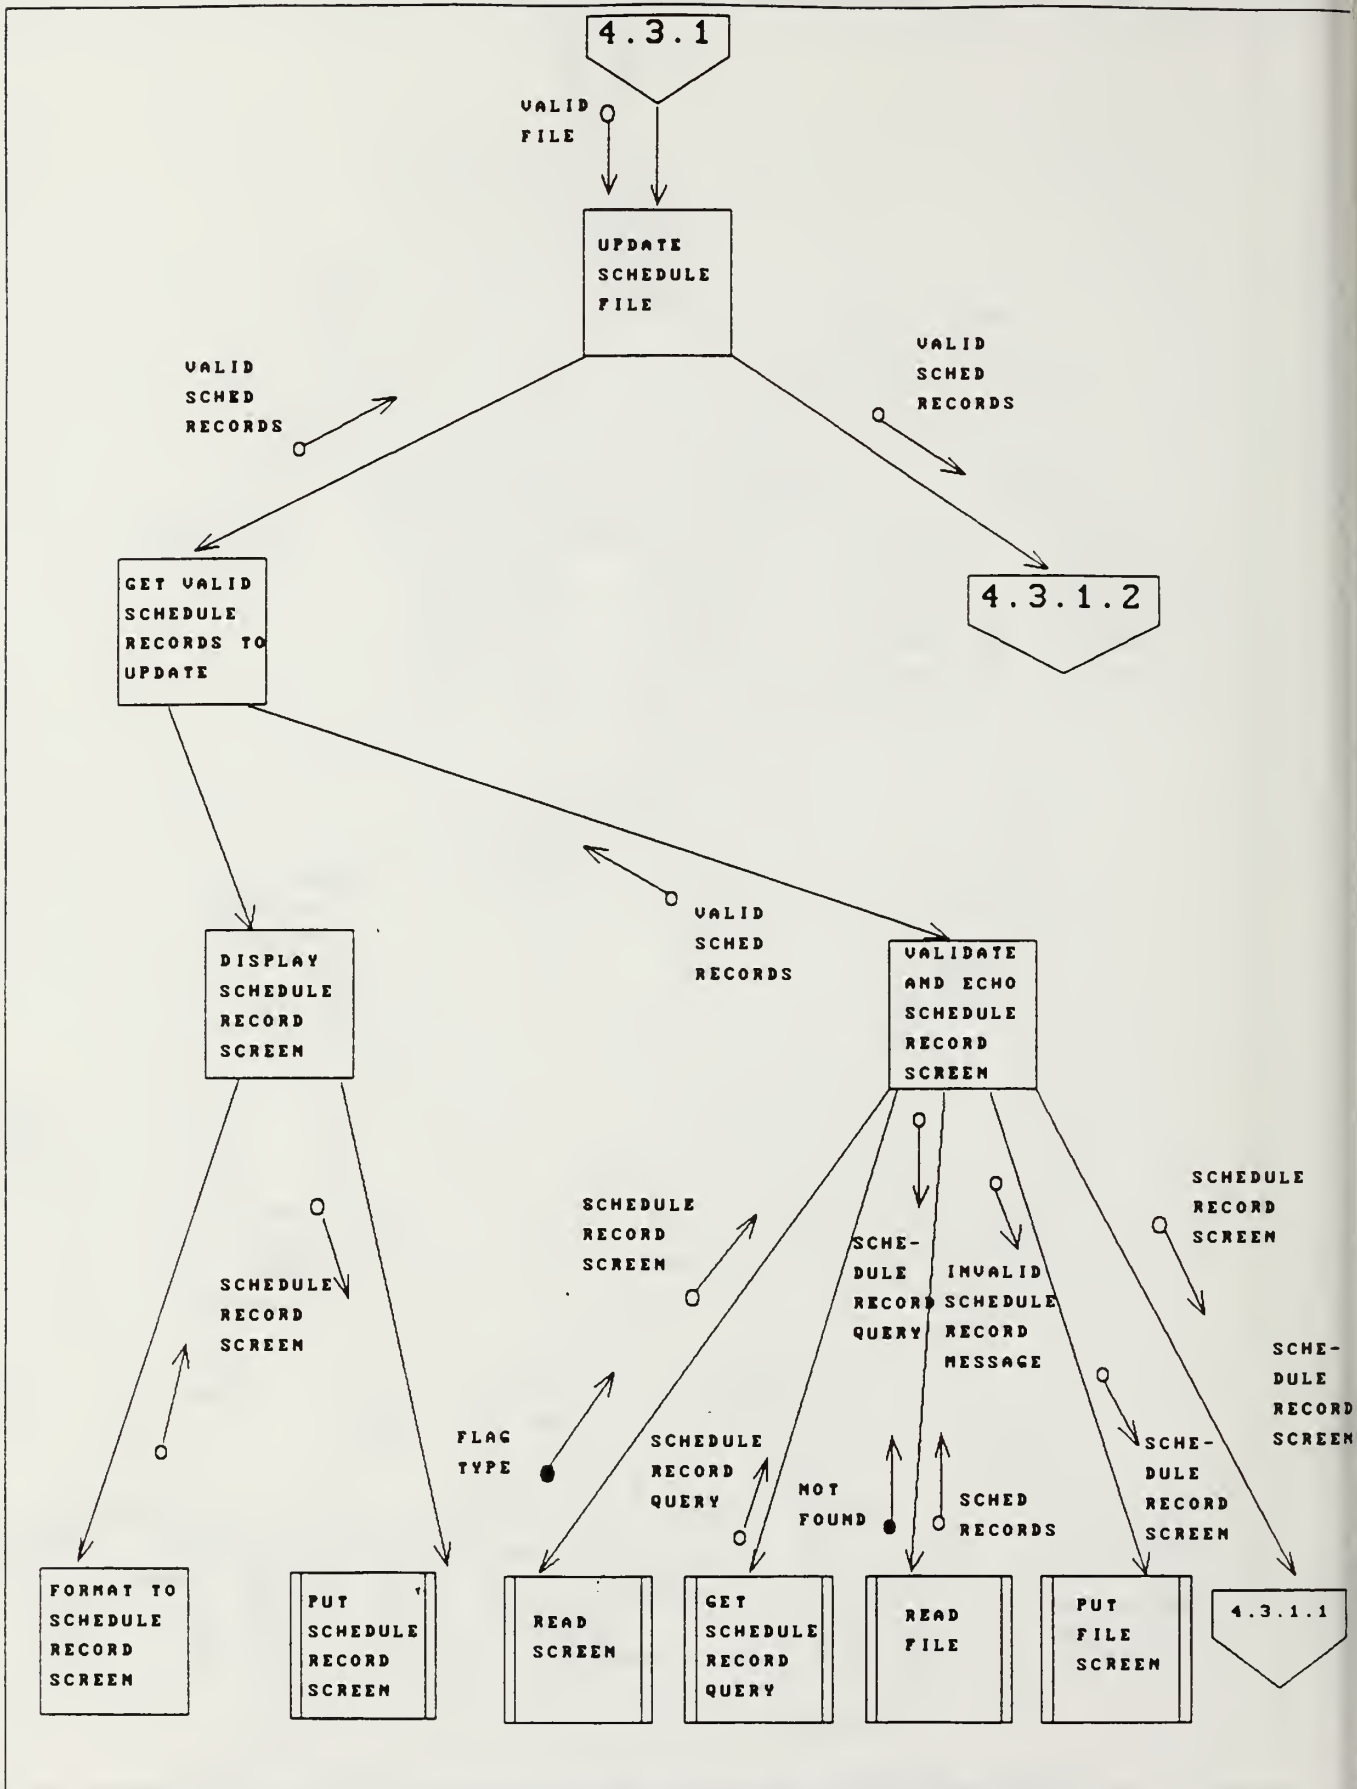 4.3.1
VALID
FILE
UPDATE
SCHEDULE
FILE
VALID
SCHED
RECORDS
VALID
SCHED
RECORDS
GET VALID
SCHEDULE
RECORDS TO
UPDATE
4.3.1.2
VALID
SCHED
RECORDS
DISPLAY
SCHEDULE
RECORD
SCREEN
VALIDATE
AND ECHO
SCHEDULE
RECORD
SCREEN
SCHEDULE
RECORD
SCREEN
SCHEDULE
RECORD
SCREEN
SCHE-
DULE
RECORD
QUERY
INVALID
SCHEDULE
RECORD
MESSAGE
SCHEDULE
RECORD
SCREEN
SCHE-
DULE
RECORD
SCREEN
FLAG
TYPE
SCHEDULE
RECORD
QUERY
NOT
FOUND
SCHED
RECORDS
SCHE-
DULE
RECORD
SCREEN
FORMAT TO
SCHEDULE
RECORD
SCREEN
PUT
SCHEDULE
RECORD
SCREEN
READ
SCREEN
GET
SCHEDULE
RECORD
QUERY
READ
FILE
PUT
FILE
SCREEN
4.3.1.1